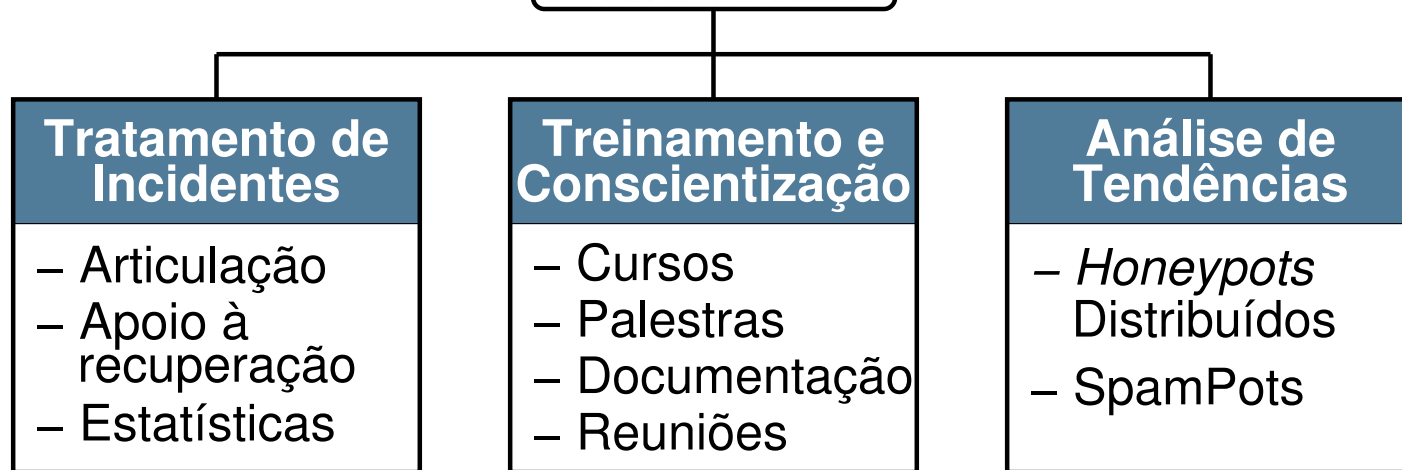 Tratamento de
Incidentes
– Articulação
– Apoio à
recuperação
– Estatísticas
Treinamento e
Conscientização
– Cursos
– Palestras
– Documentação
– Reuniões
Análise de
Tendências
– Honeypots
Distribuídos
– SpamPots